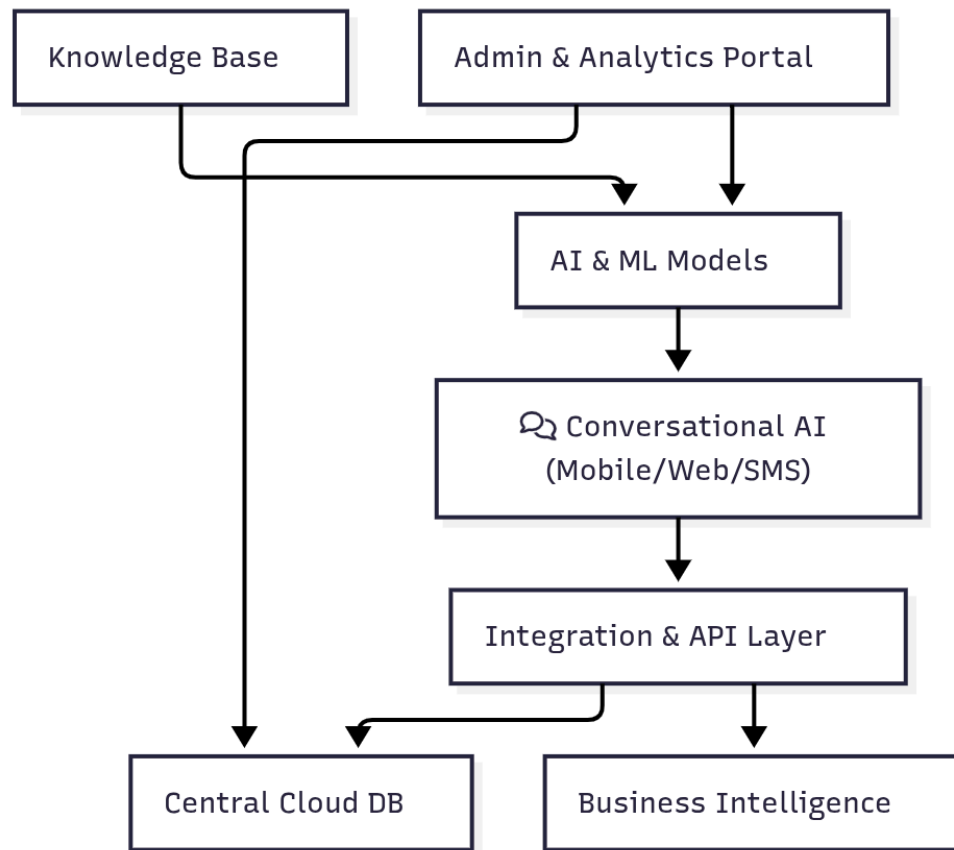 Knowledge Base
Admin & Analytics Portal
AI & ML Models
Conversational AI
(Mobile/Web/SMS)
Integration & API Layer
Central Cloud DB
Business Intelligence